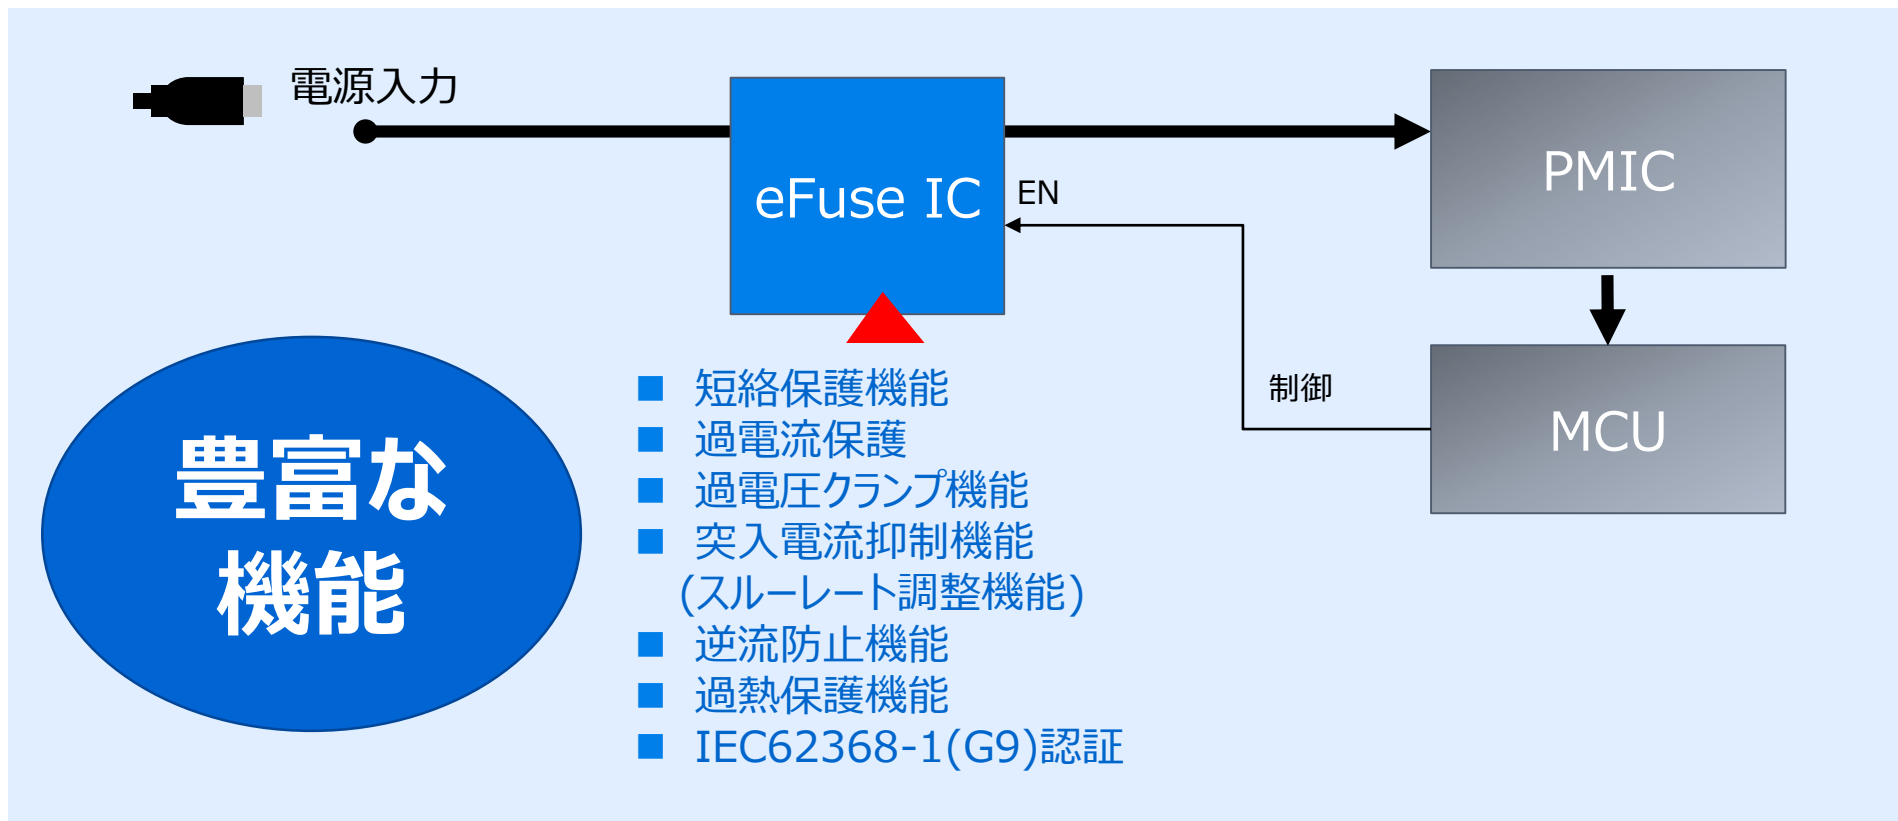 電源入力
eFuse IC
EN
PMIC
制御
MCU
豊富な
機能
■ 短絡保護機能
■ 過電流保護
■ 過電圧クランプ機能
■ 突入電流抑制機能
(スルーレート調整機能)
■ 逆流防止機能
■ 過熱保護機能
■ IEC62368-1(G9)認証